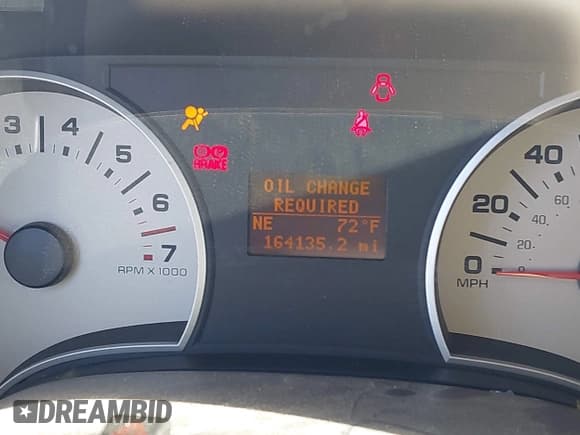 3 4 5 6 7
RPM X 1000
BRAKE
OIL CHANGE
REQUIRED
NE 72°F
164135.2 mi
0 20 40
0 20 40 60
MPH
DREAMBID